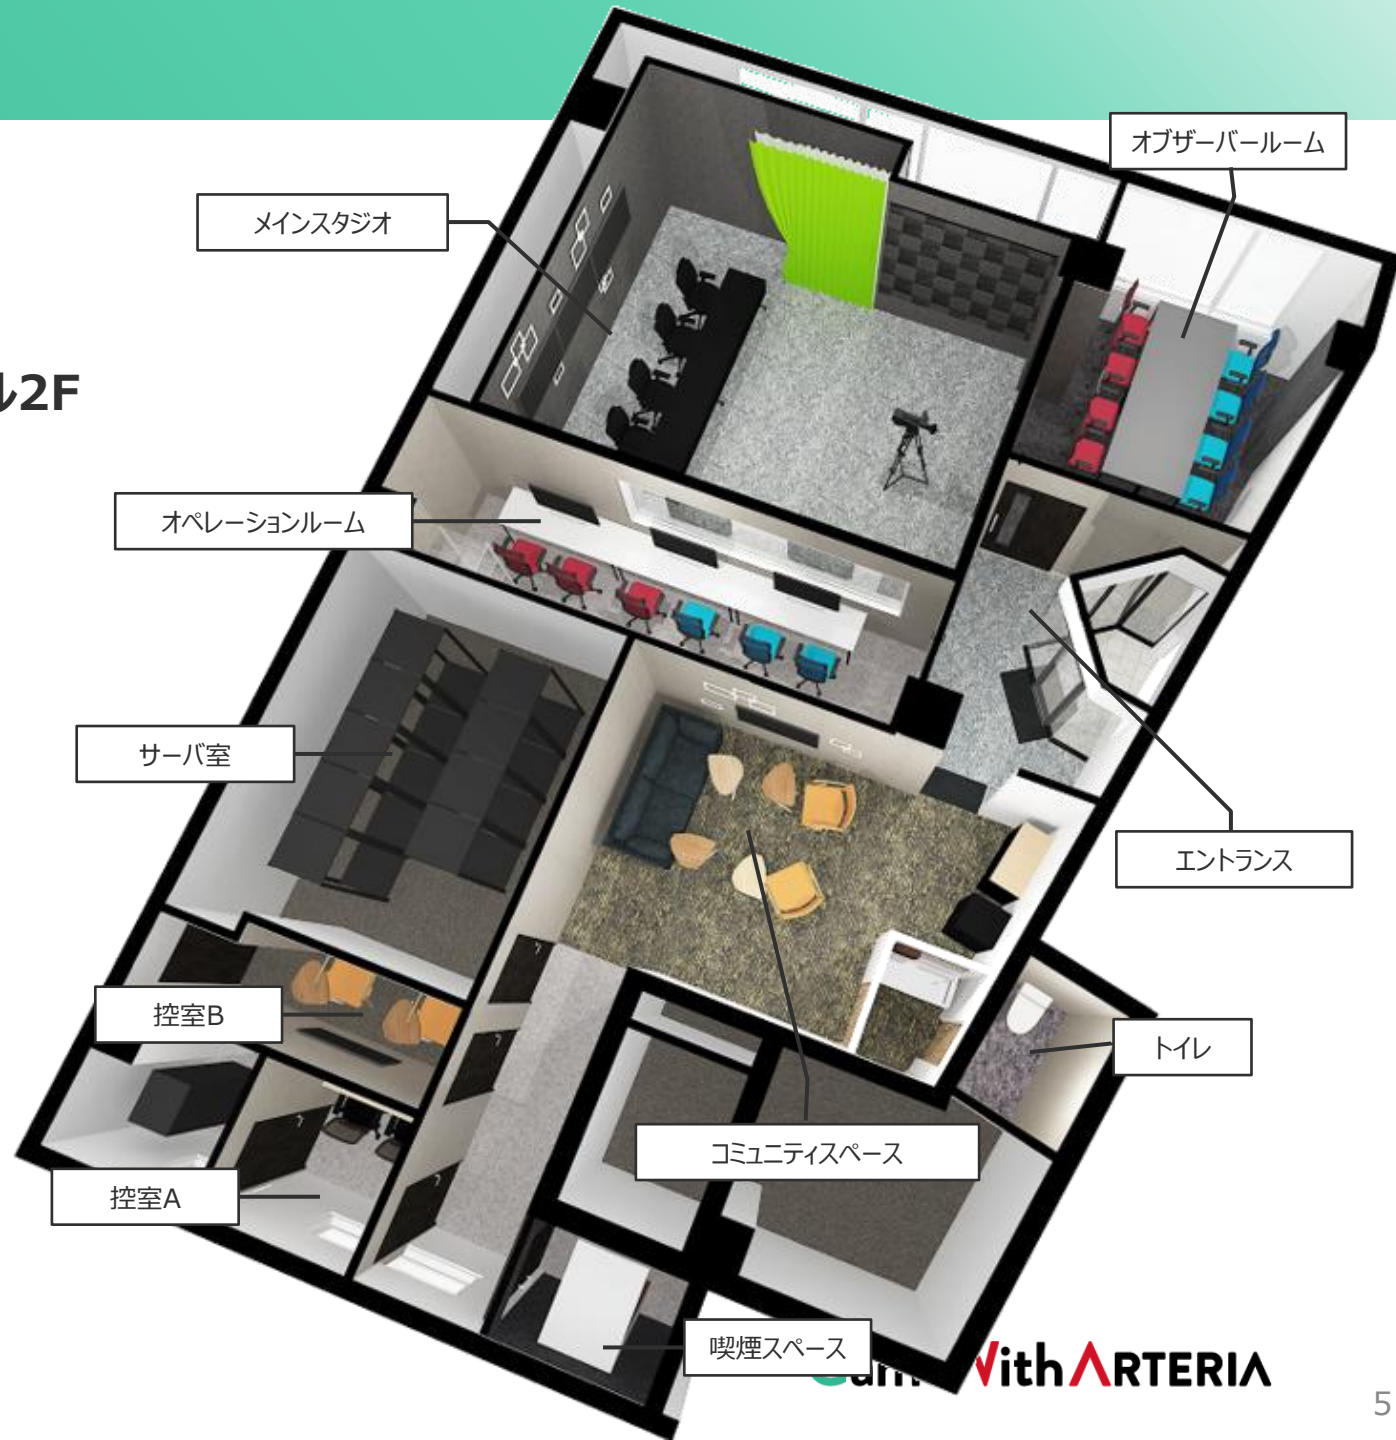 オブザーバールーム
メインスタジオ
ル2F
オペレーションルーム
サーバ室
エントランス
控室B
トイレ
コミュニティスペース
控室A
喫煙スペース
With ARTERIA
5